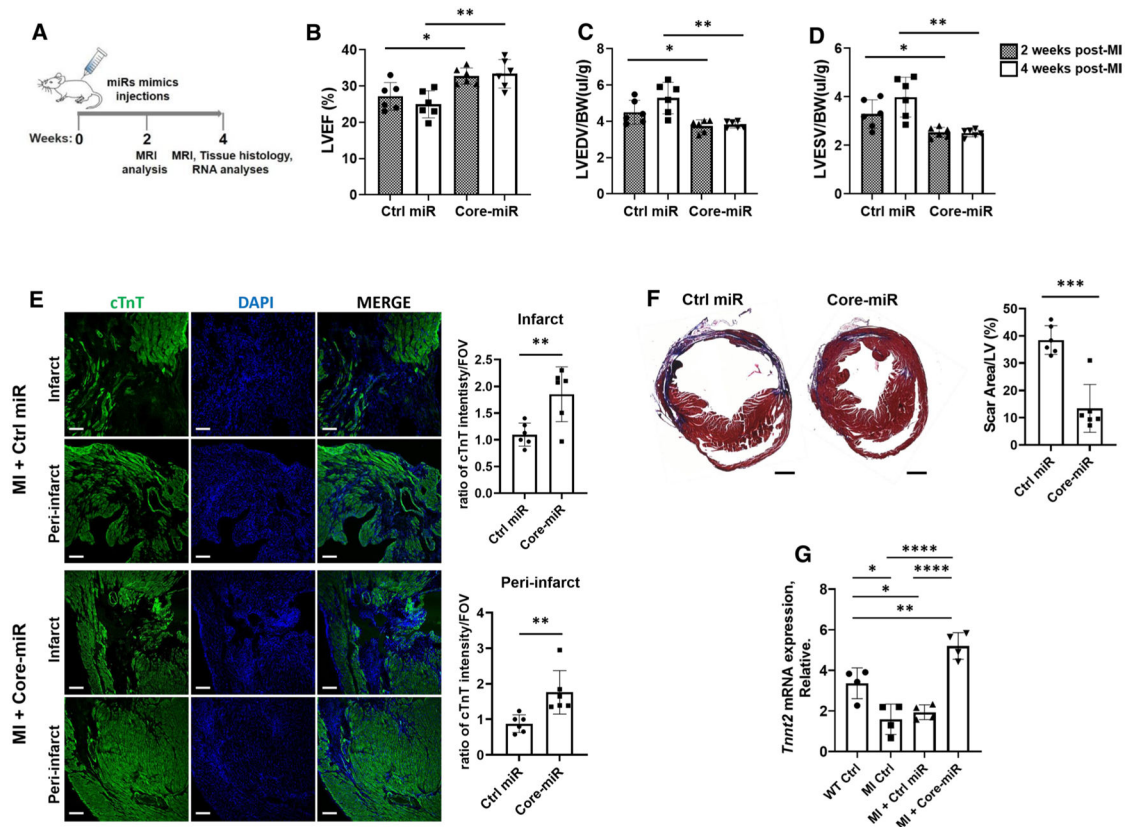 A
miRs mimics
injections
Weeks: 0 2 4
MRI
analysis
MRI, Tissue histology,
RNA analyses
B
LVEF (%)
40
30
20
10
0
*
**
Ctrl miR Core-miR
C
LVEDV/BW(ul/g)
8
6
4
2
0
*
**
Ctrl miR Core-miR
D
LVESV/BW(ul/g)
6
4
2
0
*
**
Ctrl miR Core-miR
2 weeks post-MI
4 weeks post-MI
E
cTnT DAPI MERGE
MI + Ctrl miR
Infarct
Peri-infarct
MI + Core-miR
Infarct
Peri-infarct
Infarct
ratio of cTnT intentisty/FOV
2.5
2.0
1.5
1.0
0.5
0.0
**
Ctrl miR
Core-miR
Peri-infarct
ratio of cTnT intensity/FOV
4
3
2
1
0
**
Ctrl miR
Core-miR
F
Ctrl miR Core-miR
Scar Area/LV (%)
50
40
30
20
10
0
***
Ctrl miR
Core-miR
G
Tnnt2 mRNA expression,
Relative.
8
6
4
2
0
****
* ****
*
**
WT Ctrl
MI Ctrl
MI + Ctrl miR
MI + Core-miR